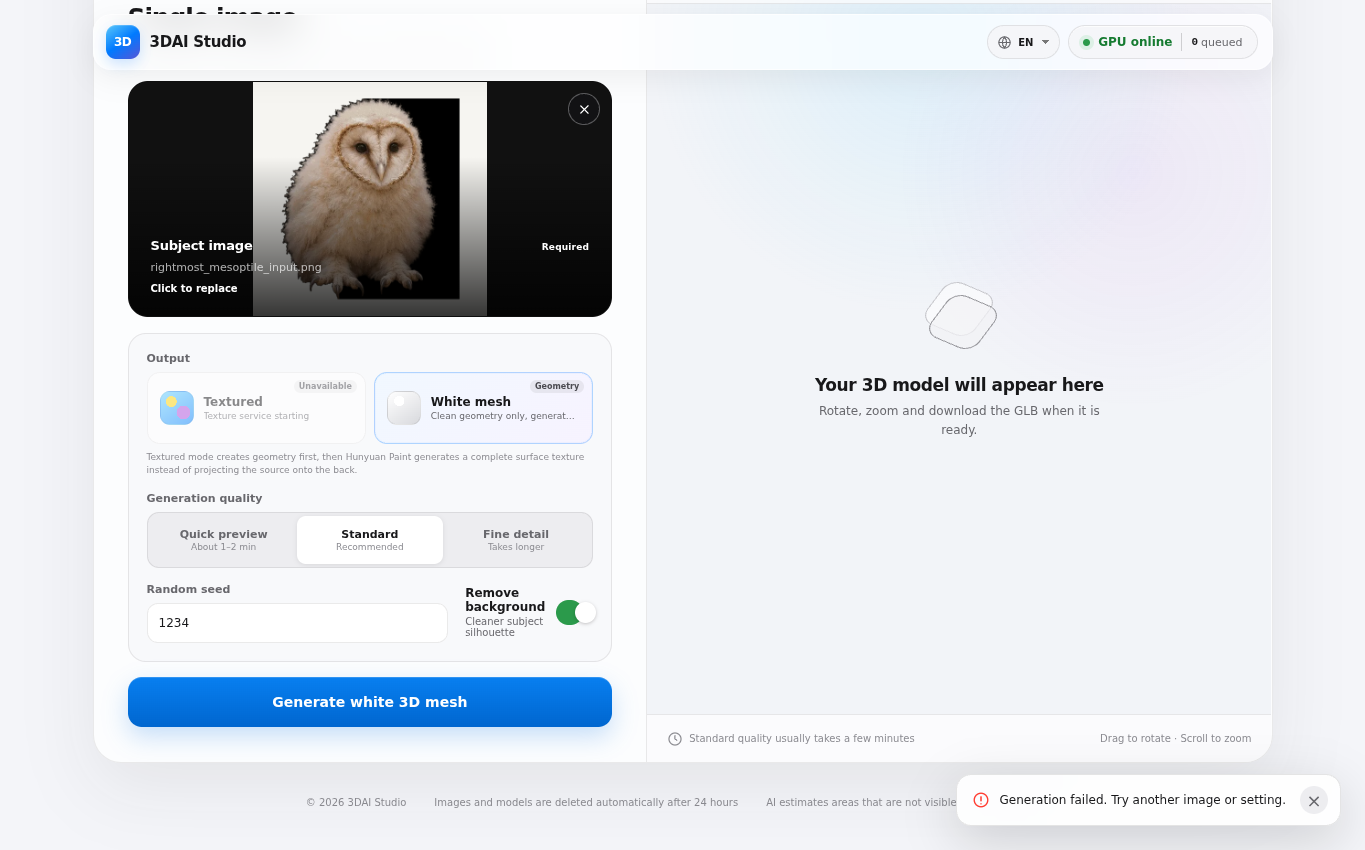 Single image
3D
3DAI Studio
EN
GPU online
0 queued
Subject image
Required
rightmost_mesoptile_input.png
Click to replace
Output
Unavailable
Textured
Texture service starting
Geometry
White mesh
Clean geometry only, generat...
Textured mode creates geometry first, then Hunyuan Paint generates a complete surface texture
instead of projecting the source onto the back.
Generation quality
Quick preview
About 1–2 min
Standard
Recommended
Fine detail
Takes longer
Random seed
1234
Remove
background
Cleaner subject
silhouette
Generate white 3D mesh
Your 3D model will appear here
Rotate, zoom and download the GLB when it is
ready.
Standard quality usually takes a few minutes
Drag to rotate · Scroll to zoom
© 2026 3DAI Studio
Images and models are deleted automatically after 24 hours
AI estimates areas that are not visible
Generation failed. Try another image or setting.